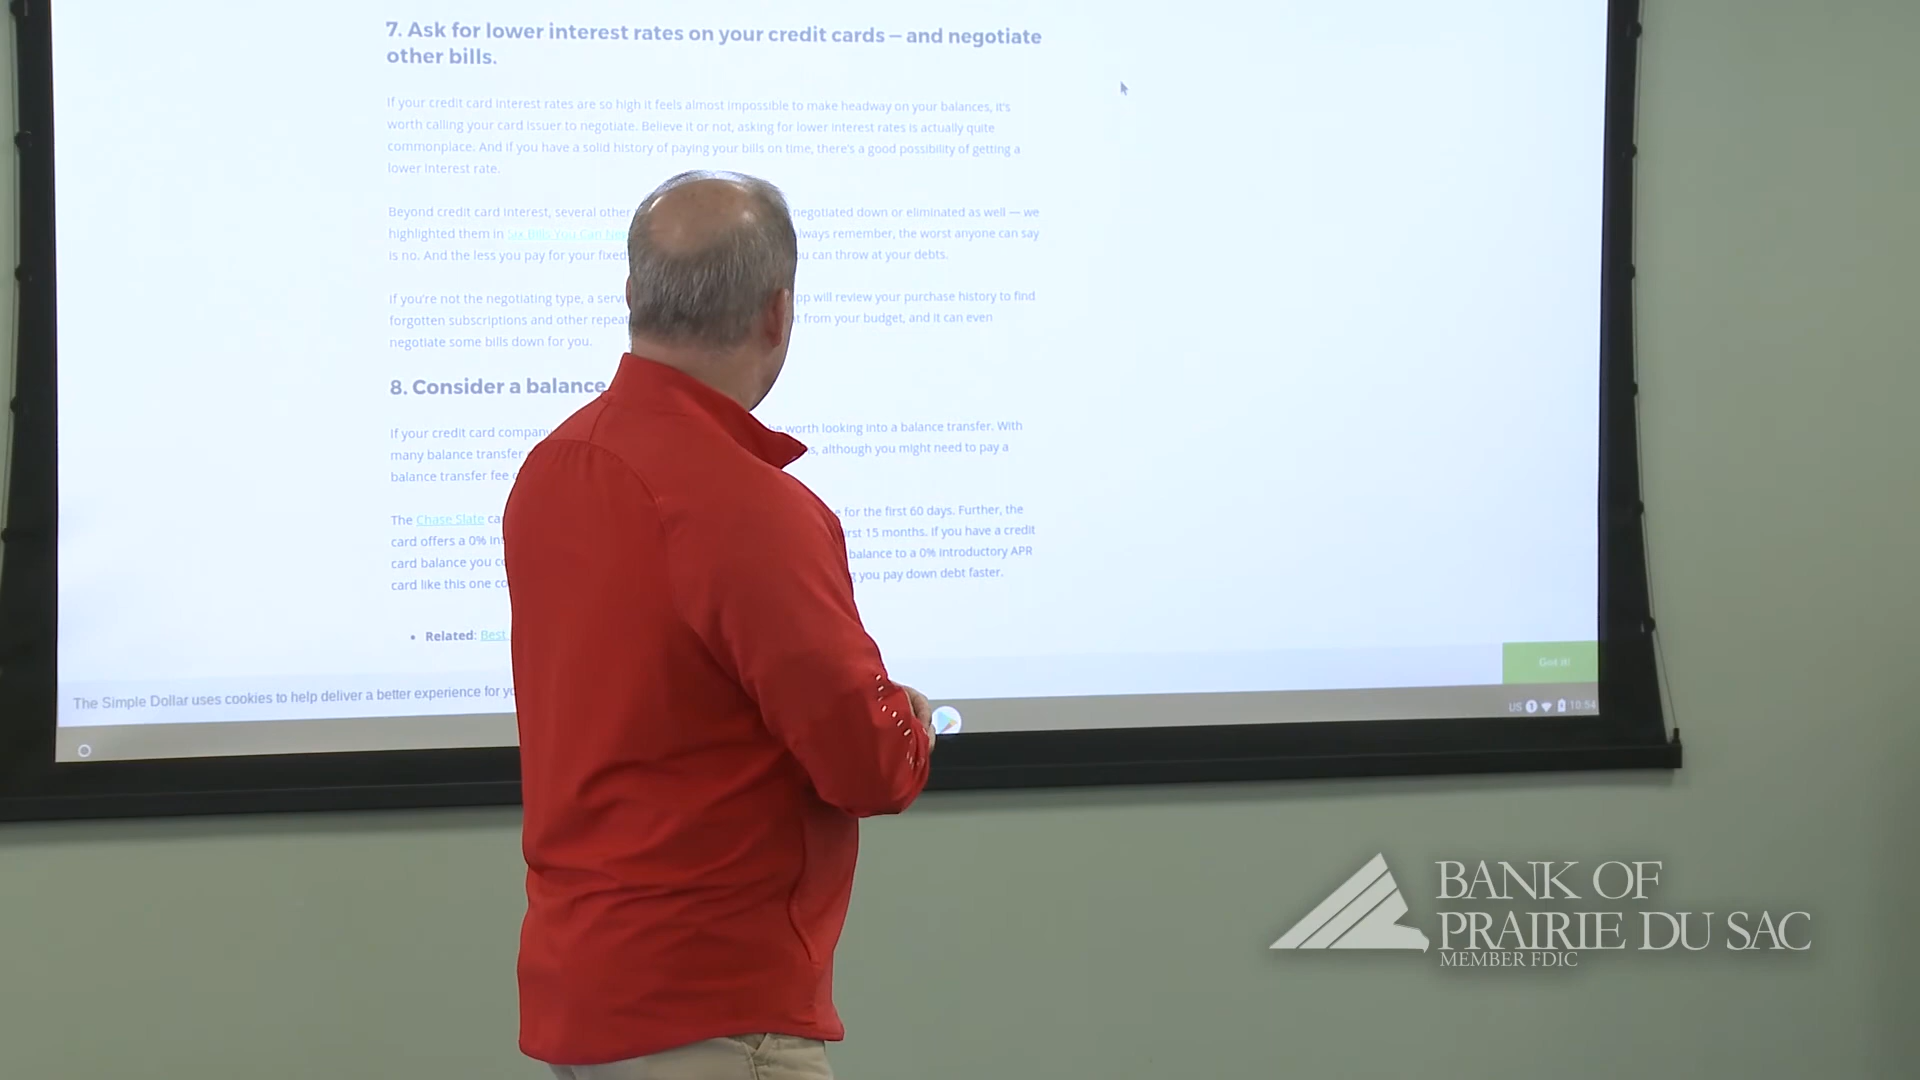 7. Ask for lower interest rates on your credit cards — and negotiate
other bills.
If your credit card interest rates are so high it feels almost impossible to make headway on your balances, it's
worth calling your card issuer to negotiate. Believe it or not, asking for lower interest rates is actually quite
commonplace. And if you have a solid history of paying your bills on time, there's a good possibility of getting a
lower interest rate.
Beyond credit card interest, several other negotiated down or eliminated as well — we
highlighted them in Six Bills You Can always remember, the worst anyone can say
is no. And the less you pay for your fixed you can throw at your debts.
If you're not the negotiating type, a app will review your purchase history to find
forgotten subscriptions and other from your budget, and it can even
negotiate some bills down for you.
8. Consider a balance
If your credit card company be worth looking into a balance transfer. With
many balance transfer although you might need to pay a
balance transfer fee
The Chase Slate for the first 60 days. Further, the
card offers a 0% first 15 months. If you have a credit
card balance you balance to a 0% introductory APR
card like this one you pay down debt faster.
• Related: Best
The Simple Dollar uses cookies to help deliver a better experience for
Got it!
US 10:54
BANK OF
PRAIRIE DU SAC
MEMBER FDIC